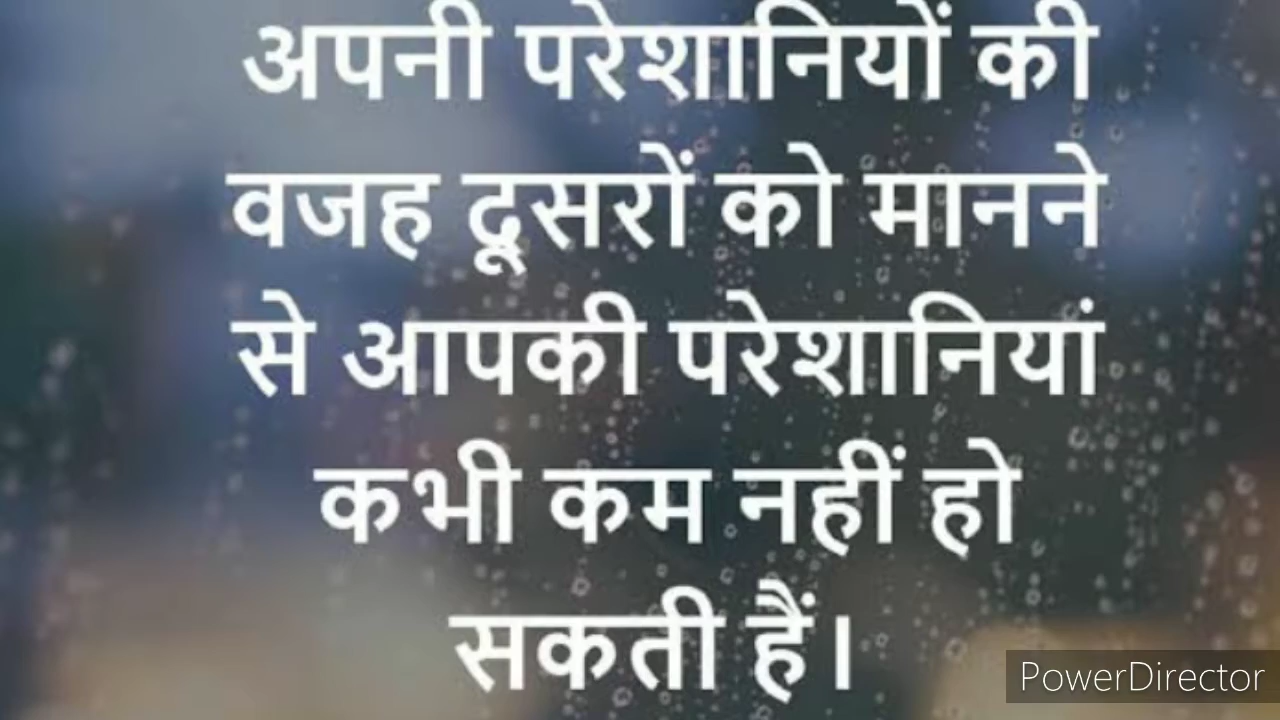 अपनी परेशानियों की
वजह दूसरों को मानने
से आपकी परेशानियां
कभी कम नहीं हो
सकती हैं।
PowerDirector